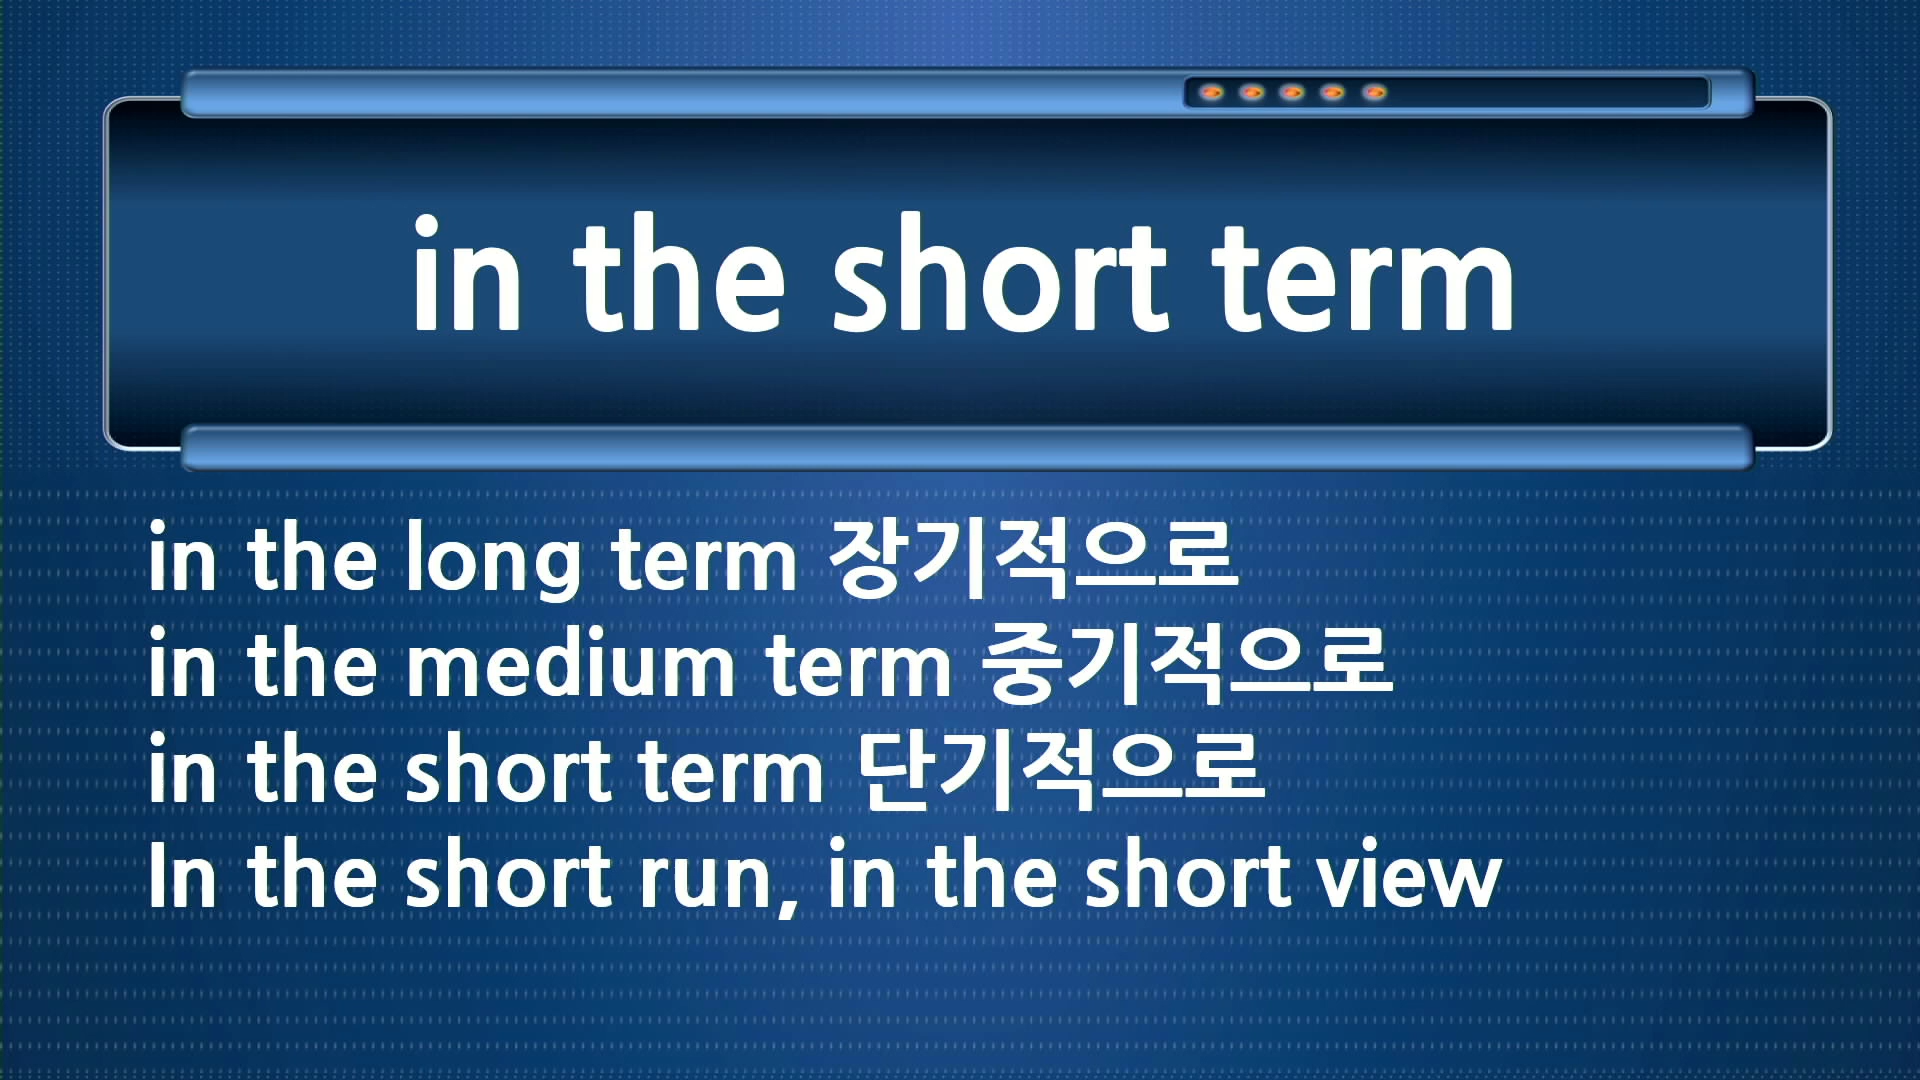 in the short term
in the long term 장기적으로
in the medium term 중기적으로
in the short term 단기적으로
In the short run, in the short view